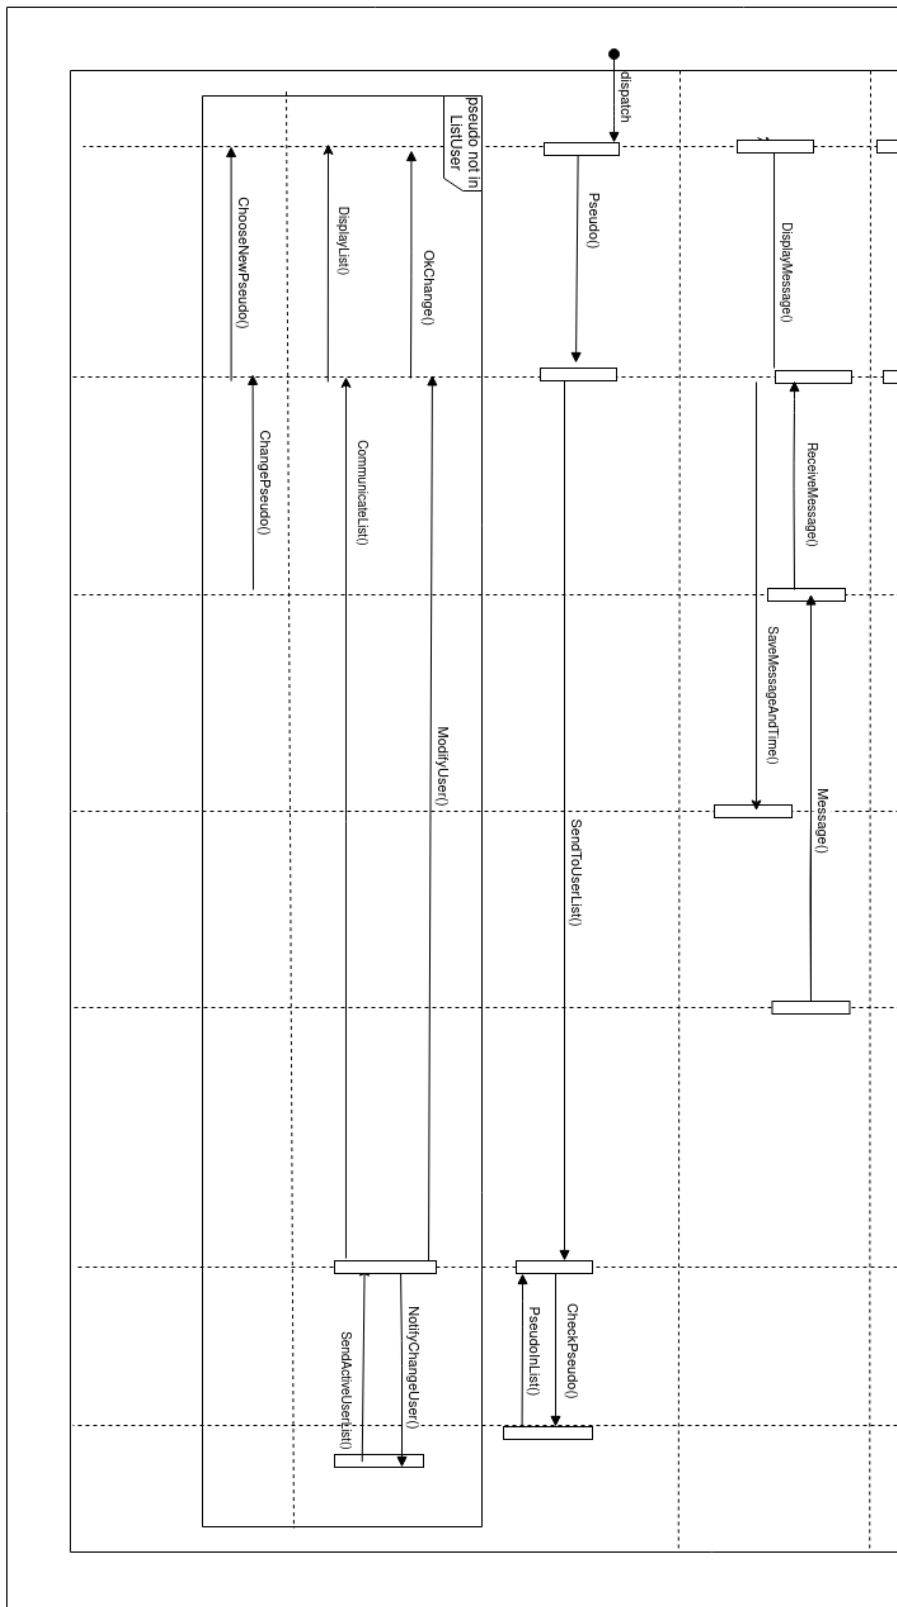 DisplayMessage()
ReceiveMessage()
Message()
SaveMessageAndTime()
dispatch
Pseudo()
SendToUserList()
CheckPseudo()
PseudoInList()
pseudo not in
ListUser
ModifyUser()
OkChange()
NotifyChangeUser()
SendActiveUserList()
CommunicateList()
DisplayList()
ChangePseudo()
ChooseNewPseudo()